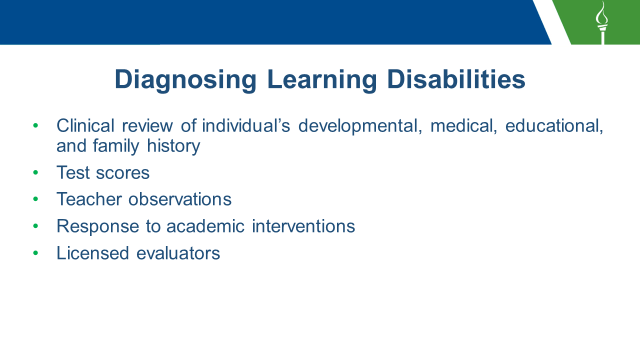 Diagnosing Learning Disabilities
• Clinical review of individual’s developmental, medical, educational,
and family history
• Test scores
• Teacher observations
• Response to academic interventions
• Licensed evaluators